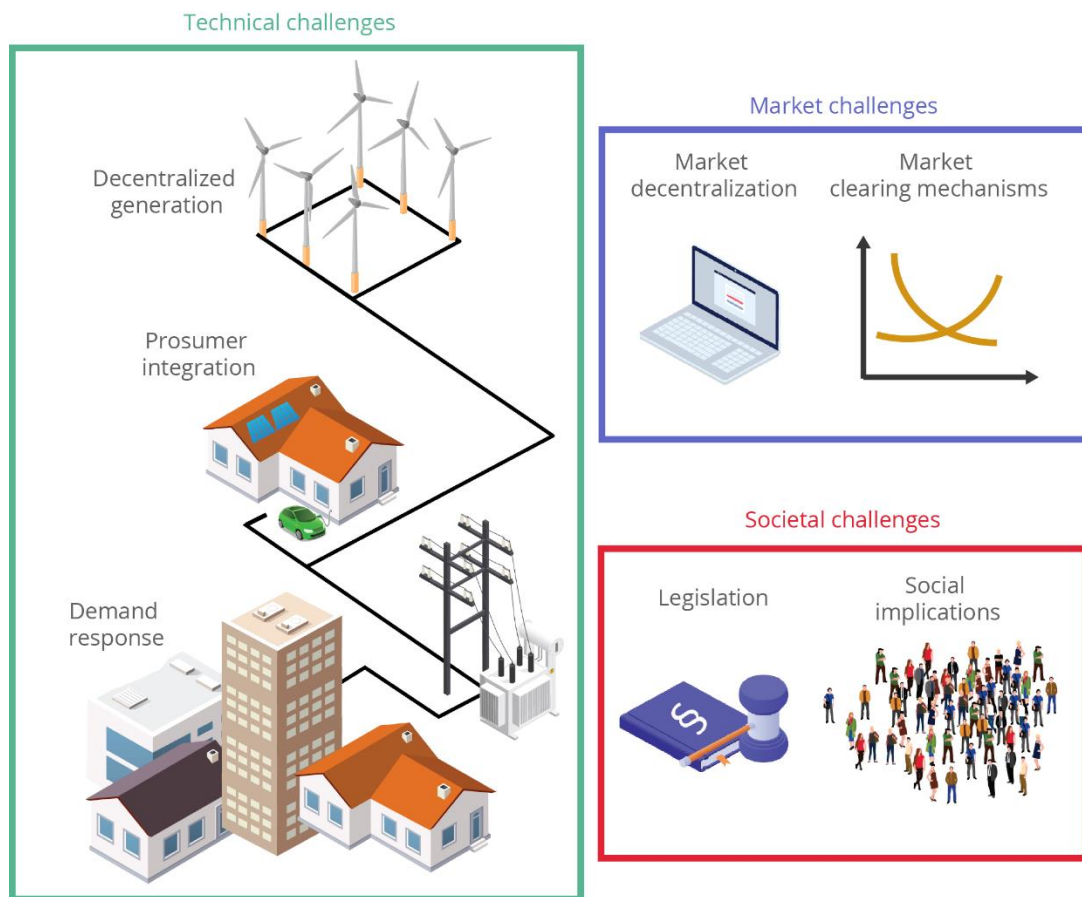 Technical challenges
Decentralized
generation
Prosumer
integration
Demand
response
Market challenges
Market
decentralization
Market
clearing mechanisms
Societal challenges
Legislation
Social
implications
§